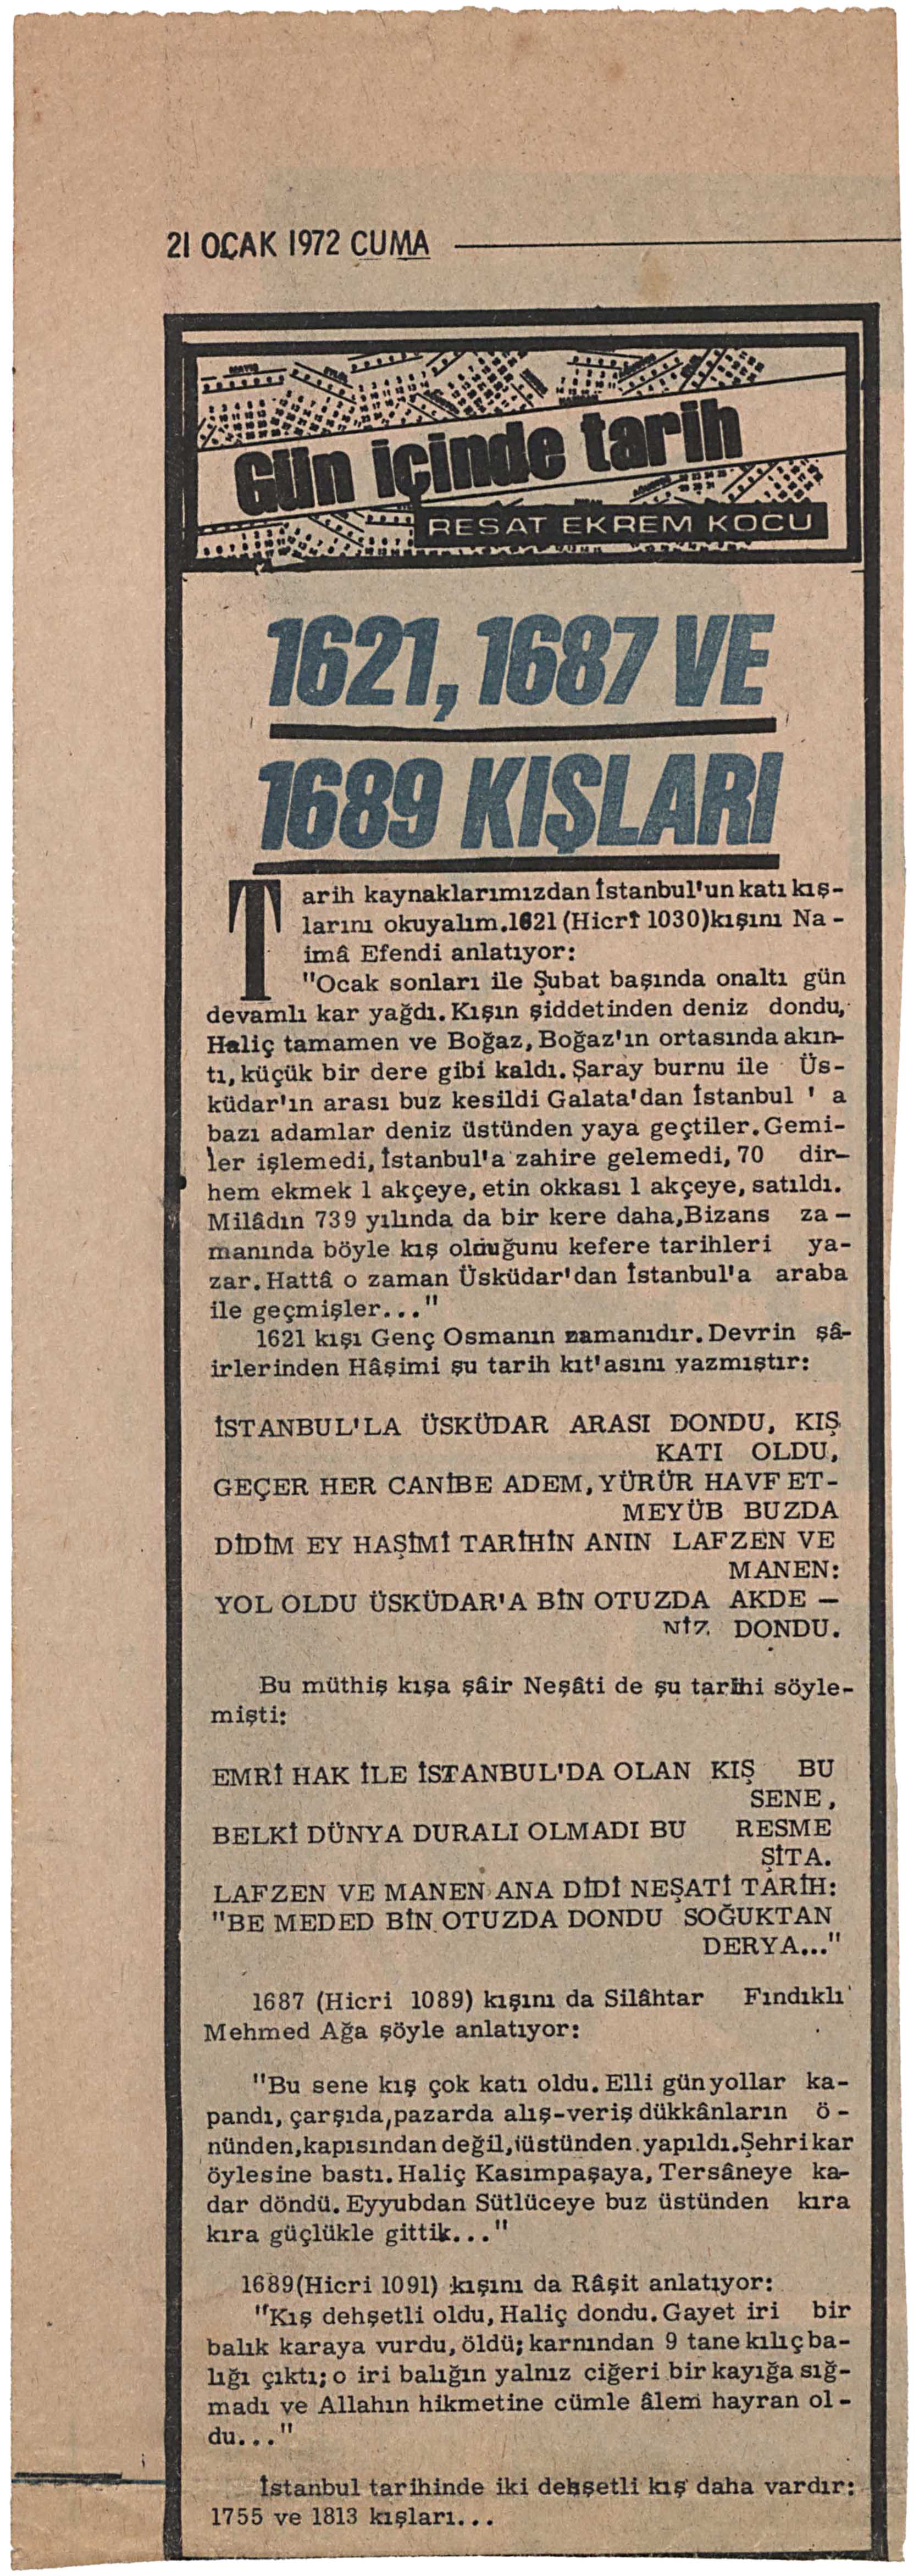 21 OCAK 1972 CUMA
Gün içinde tarih
RESAT EKREM KOCU
1621, 1687 VE
1689 KIŞLARI
Tarih kaynaklarımızdan İstanbul'un katı kış-
larını okuyalım.1621 (Hicrî 1030)kışını Na -
imâ Efendi anlatıyor:
"Ocak sonları ile Şubat başında onaltı gün
devamlı kar yağdı. Kışın şiddetinden deniz dondu,
Haliç tamamen ve Boğaz, Boğaz'ın ortasında akın-
tı, küçük bir dere gibi kaldı. Şaray burnu ile Üs-
küdar'ın arası buz kesildi Galata'dan İstanbul ' a
bazı adamlar deniz üstünden yaya geçtiler. Gemi-
ler işlemedi, İstanbul'a zahire gelemedi, 70 dir-
hem ekmek 1 akçeye, etin okkası 1 akçeye, satıldı.
Milâdın 739 yılında da bir kere daha,Bizans za -
manında böyle kış olduğunu kefere tarihleri ya-
zar. Hattâ o zaman Üsküdar'dan İstanbul'a araba
ile geçmişler..."
1621 kışı Genç Osmanın zamanıdır. Devrin şâ-
irlerinden Hâşimi şu tarih kıt'asını yazmıştır:
İSTANBUL'LA ÜSKÜDAR ARASI DONDU, KIŞ
KATI OLDU,
GEÇER HER CANİBE ADEM, YÜRÜR HAVF ET-
MEYÜB BUZDA
DİDİM EY HAŞİMİ TARİHİN ANIN LAFZEN VE
MANEN:
YOL OLDU ÜSKÜDAR'A BİN OTUZDA AKDE -
NİZ DONDU.
Bu müthiş kışa şâir Neşâti de şu tarihi söyle-
mişti:
EMRİ HAK İLE İSTANBUL'DA OLAN KIŞ BU
SENE,
BELKİ DÜNYA DURALI OLMADI BU RESME
ŞİTA.
LAFZEN VE MANEN ANA DİDİ NEŞATİ TARİH:
"BE MEDED BİN OTUZDA DONDU SOĞUKTAN
DERYA..."
1687 (Hicri 1089) kışını da Silâhtar Fındıklı
Mehmed Ağa şöyle anlatıyor:
"Bu sene kış çok katı oldu. Elli gün yollar ka-
pandı, çarşıda,pazarda alış-veriş dükkânların ö -
nünden,kapısından değil,üstünden yapıldı.Şehri kar
öylesine bastı. Haliç Kasımpaşaya, Tersâneye ka-
dar döndü. Eyyubdan Sütlüceye buz üstünden kıra
kıra güçlükle gittik..."
1689(Hicri 1091) kışını da Râşit anlatıyor:
"Kış dehşetli oldu, Haliç dondu. Gayet iri bir
balık karaya vurdu, öldü; karnından 9 tane kılıç ba-
lığı çıktı; o iri balığın yalnız ciğeri bir kayığa sığ-
madı ve Allahın hikmetine cümle âlem hayran ol -
du..."
İstanbul tarihinde iki dehşetli kış daha vardır:
1755 ve 1813 kışları...